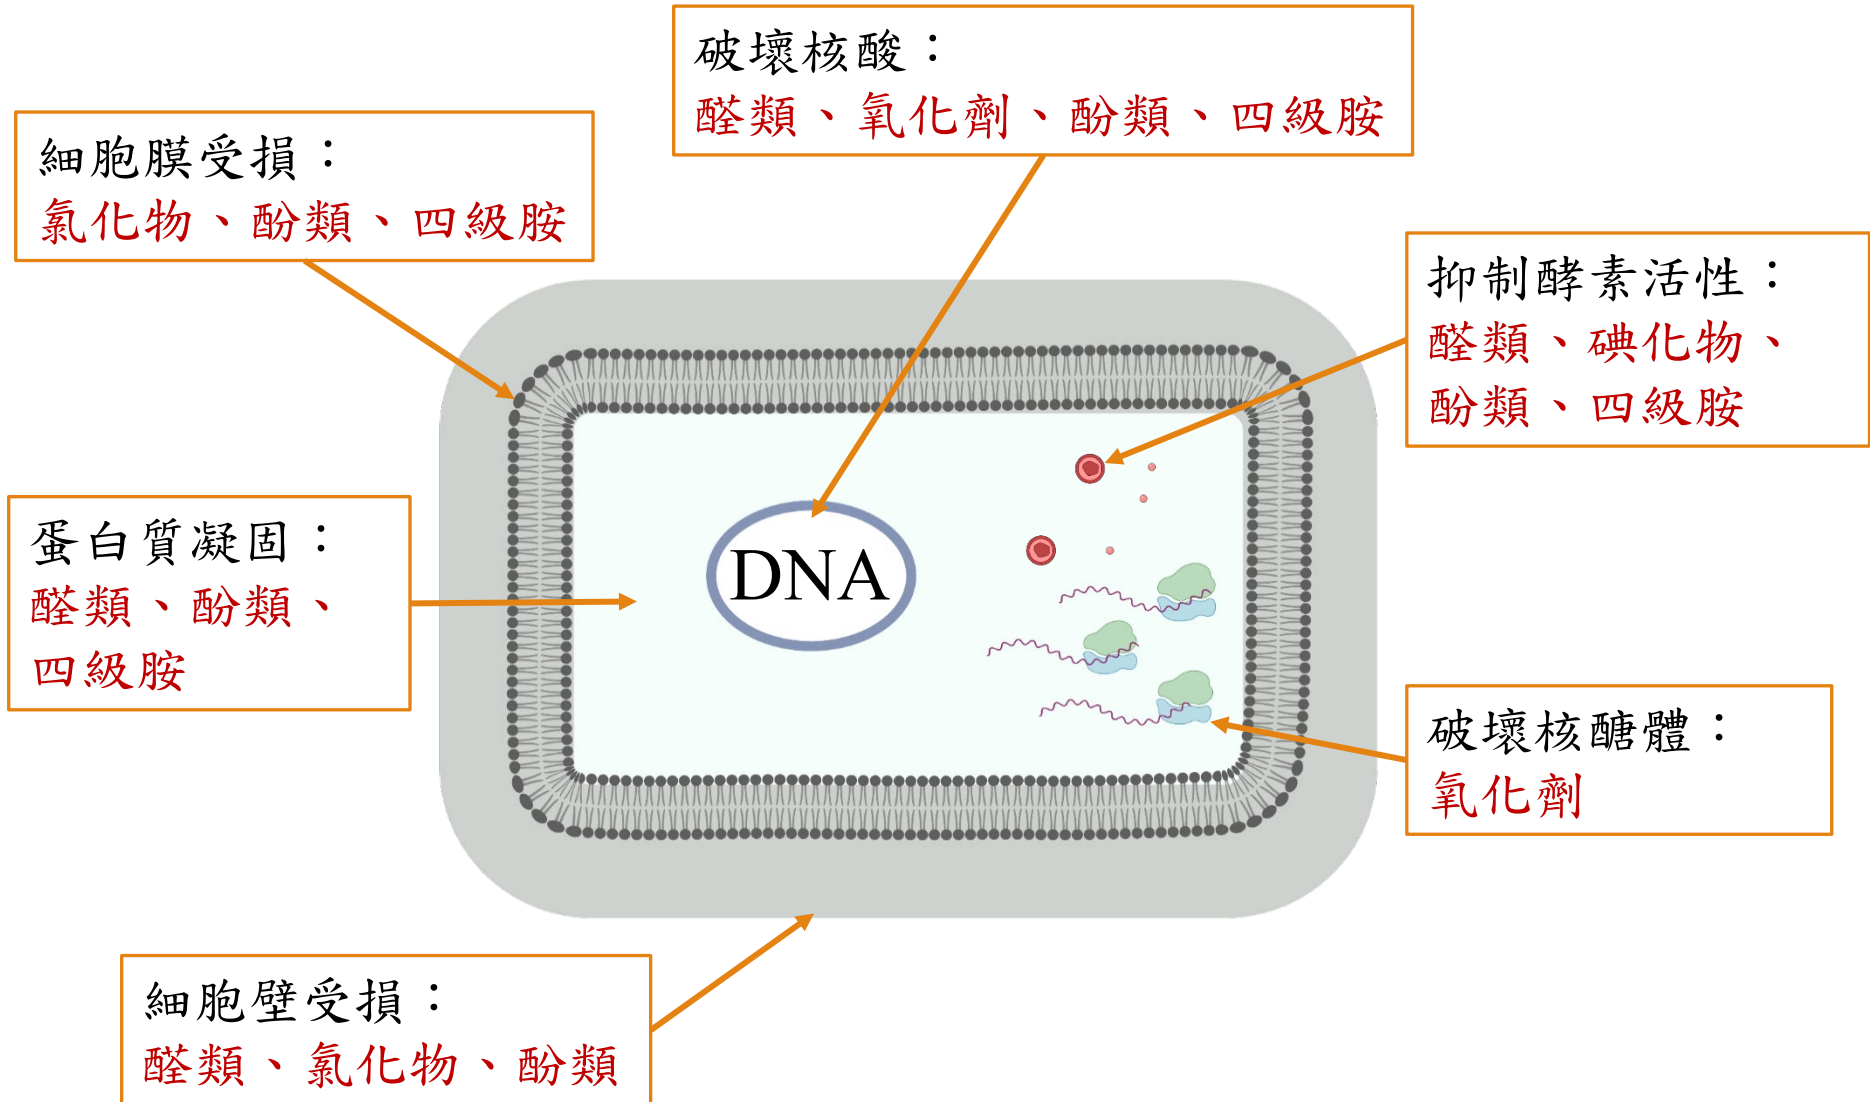 破壞核酸：
醛類、氧化劑、酚類、四級胺
細胞膜受損：
氯化物、酚類、四級胺
抑制酵素活性：
醛類、碘化物、
酚類、四級胺
蛋白質凝固：
醛類、酚類、
四級胺
DNA
破壞核醣體：
氧化劑
細胞壁受損：
醛類、氯化物、酚類